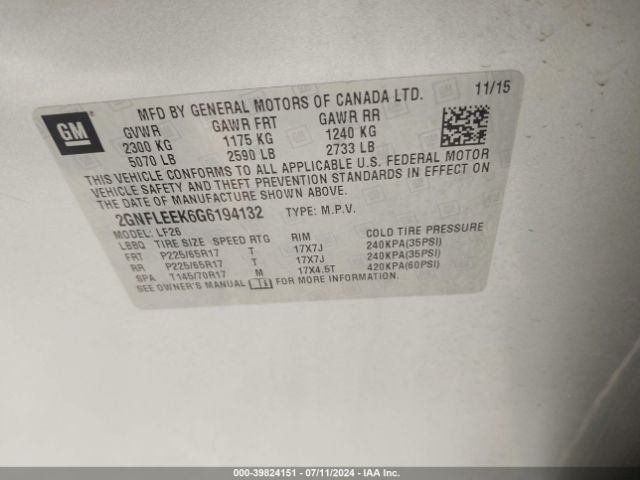 GM
MFD BY GENERAL MOTORS OF CANADA LTD. 11/15
GVWR GAWR FRT GAWR RR
2300 KG 1175 KG 1240 KG
5070 LB 2590 LB 2733 LB
THIS VEHICLE CONFORMS TO ALL APPLICABLE U.S. FEDERAL MOTOR
VEHICLE SAFETY AND THEFT PREVENTION STANDARDS IN EFFECT ON
THE DATE OF MANUFACTURE SHOWN ABOVE.
2GNFLEEK6G6194132 TYPE: M.P.V.
MODEL: LF26
LBBQ TIRE SIZE SPEED RTG RIM COLD TIRE PRESSURE
FRT P225/65R17 T 17X7J 240KPA(35PSI)
RR P225/65R17 T 17X7J 240KPA(35PSI)
SPA T145/70R17 M 17X4.5T 420KPA(60PSI)
SEE OWNER'S MANUAL FOR ADDITIONAL INFORMATION.
000-39824151 - 07/11/2024 - IAA Inc.